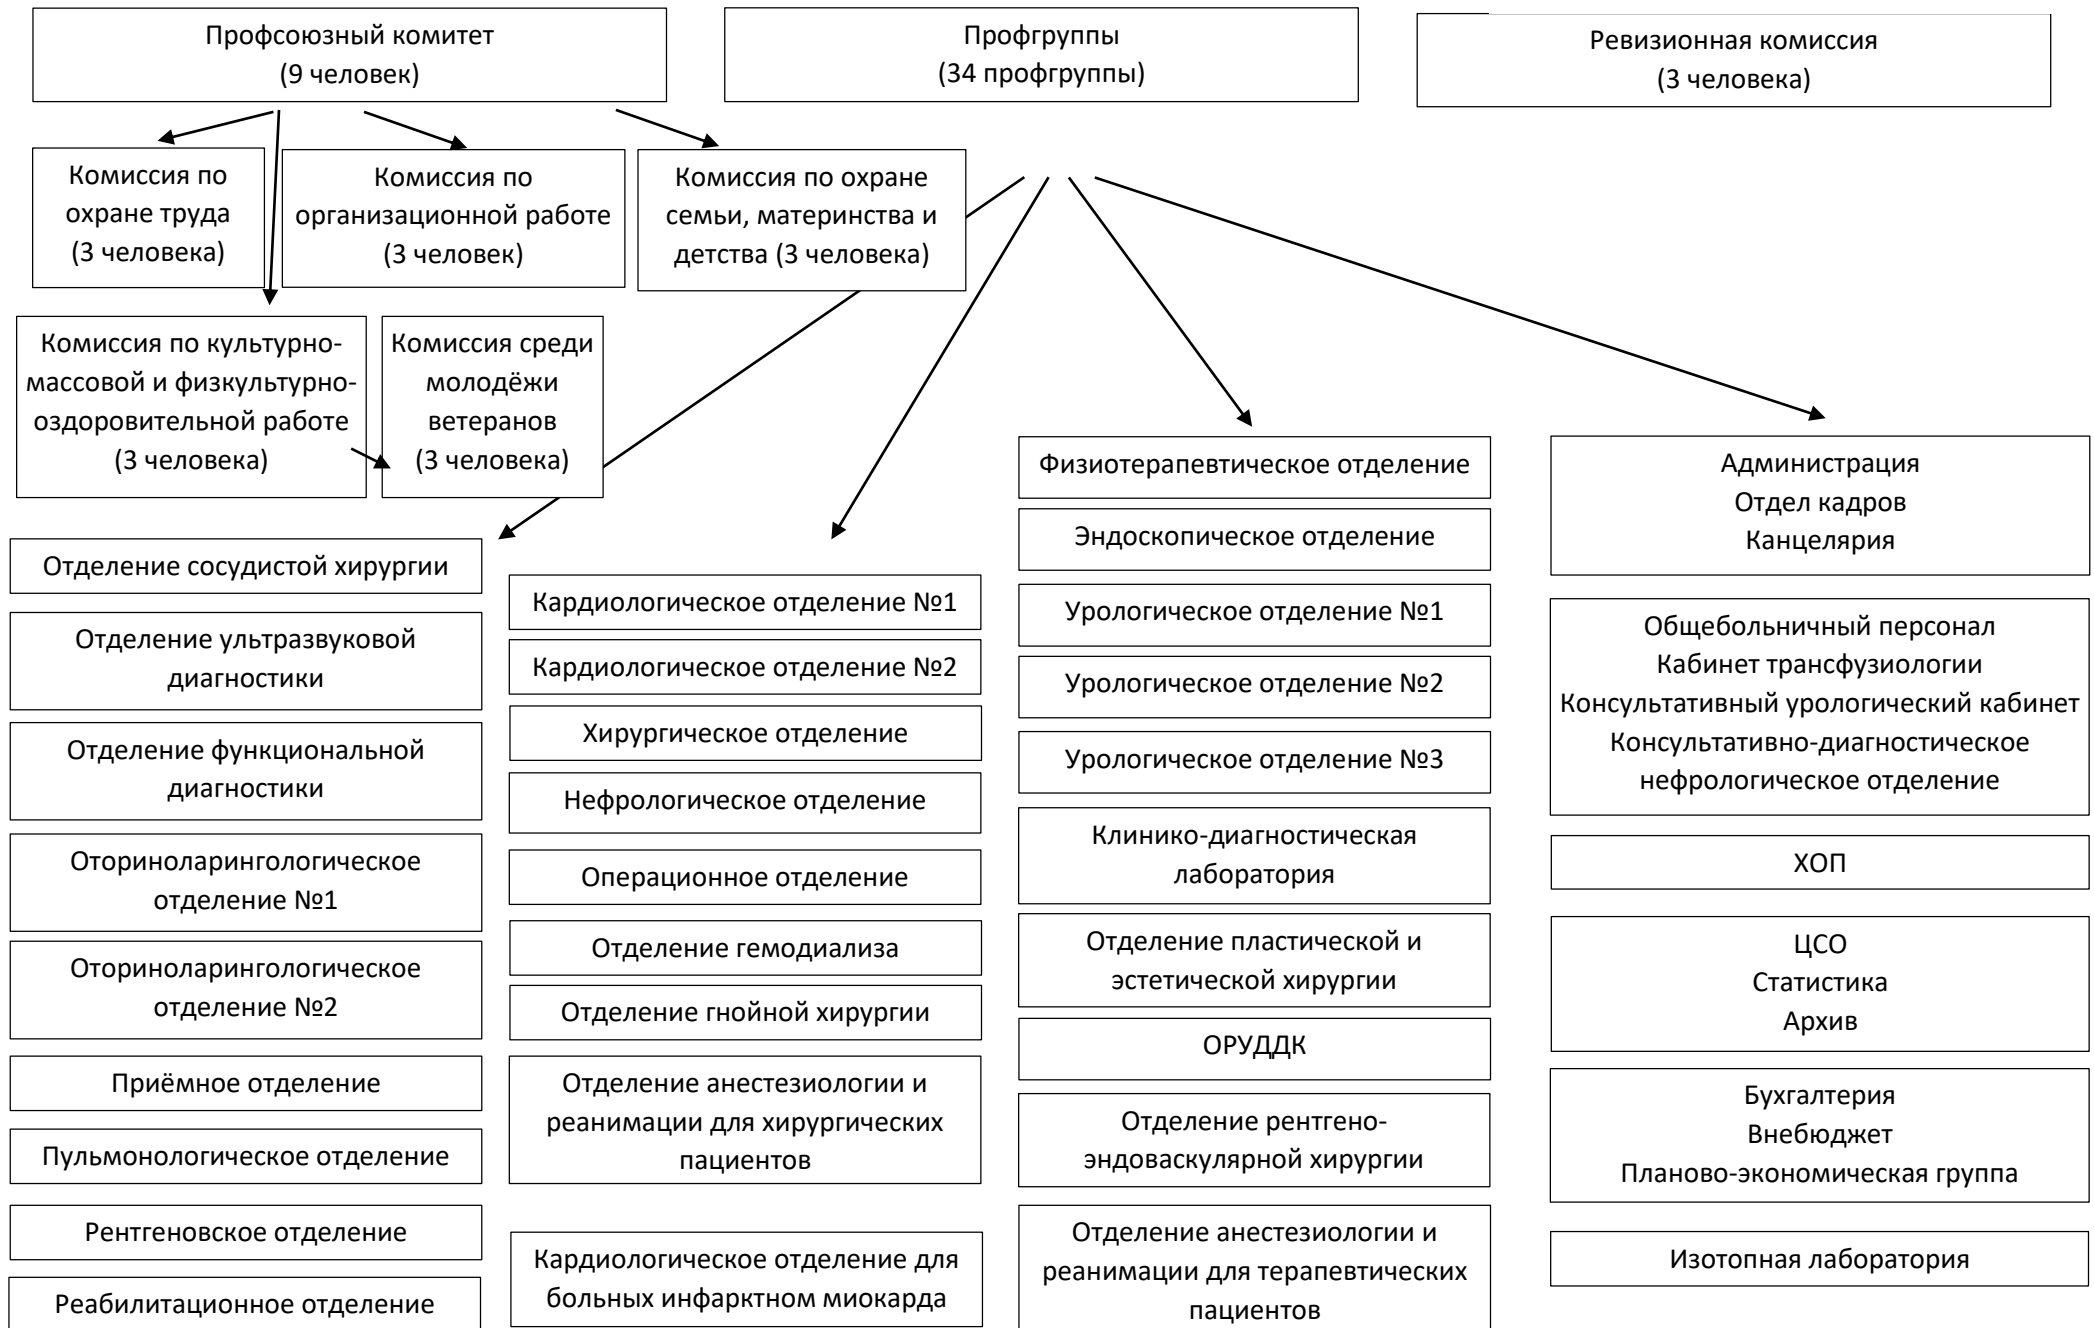 Профсоюзный комитет
(9 человек)
Профгруппы
(34 профгруппы)
Ревизионная комиссия
(3 человека)
Комиссия по
охране труда
(3 человека)
Комиссия по
организационной работе
(3 человек)
Комиссия по охране
семьи, материнства и
детства (3 человека)
Комиссия по культурно-
массовой и физкультурно-
оздоровительной работе
(3 человека)
Комиссия среди
молодёжи
ветеранов
(3 человека)
Отделение сосудистой хирургии
Отделение ультразвуковой
диагностики
Отделение функциональной
диагностики
Оториноларингологическое
отделение №1
Оториноларингологическое
отделение №2
Приёмное отделение
Пульмонологическое отделение
Рентгеновское отделение
Реабилитационное отделение
Кардиологическое отделение №1
Кардиологическое отделение №2
Хирургическое отделение
Нефрологическое отделение
Операционное отделение
Отделение гемодиализа
Отделение гнойной хирургии
Отделение анестезиологии и
реанимации для хирургических
пациентов
Кардиологическое отделение для
больных инфарктном миокарда
Физиотерапевтическое отделение
Эндоскопическое отделение
Урологическое отделение №1
Урологическое отделение №2
Урологическое отделение №3
Клинико-диагностическая
лаборатория
Отделение пластической и
эстетической хирургии
ОРУДДК
Отделение рентгено-
эндоваскулярной хирургии
Отделение анестезиологии и
реанимации для терапевтических
пациентов
Администрация
Отдел кадров
Канцелярия
Общебольничный персонал
Кабинет трансфузиологии
Консультативный урологический кабинет
Консультативно-диагностическое
нефрологическое отделение
ХОП
ЦСО
Статистика
Архив
Бухгалтерия
Внебюджет
Планово-экономическая группа
Изотопная лаборатория